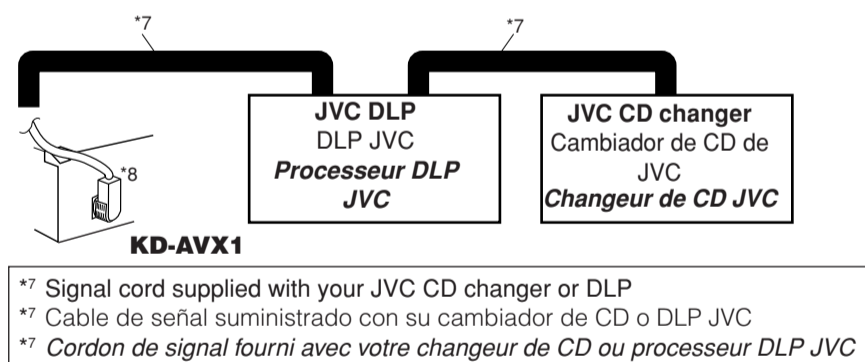 *7
*7
JVC DLP
DLP JVC
Processeur DLP
JVC
JVC CD changer
Cambiador de CD de
JVC
Changeur de CD JVC
*8
KD-AVX1
*7 Signal cord supplied with your JVC CD changer or DLP
*7 Cable de señal suministrado con su cambiador de CD o DLP JVC
*7 Cordon de signal fourni avec votre changeur de CD ou processeur DLP JVC